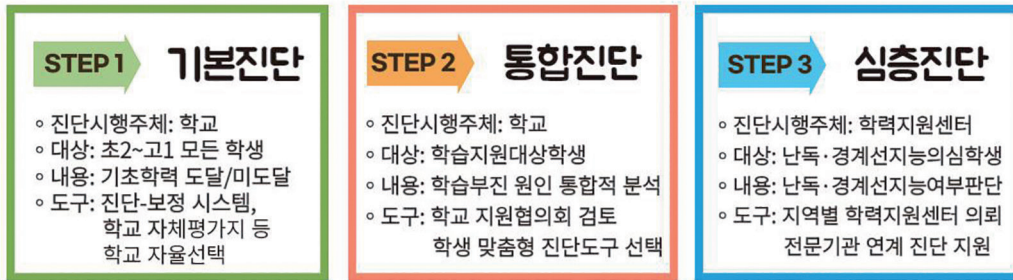 STEP 1 기본진단
◦ 진단시행주체: 학교
◦ 대상: 초2~고1 모든 학생
◦ 내용: 기초학력 도달/미도달
◦ 도구: 진단-보정 시스템,
학교 자체평가지 등
학교 자율선택
STEP 2 통합진단
◦ 진단시행주체: 학교
◦ 대상: 학습지원대상학생
◦ 내용: 학습부진 원인 통합적 분석
◦ 도구: 학교 지원협의회 검토
학생 맞춤형 진단도구 선택
STEP 3 심층진단
◦ 진단시행주체: 학력지원센터
◦ 대상: 난독·경계선지능의심학생
◦ 내용: 난독·경계선지능여부판단
◦ 도구: 지역별 학력지원센터 의뢰
전문기관 연계 진단 지원